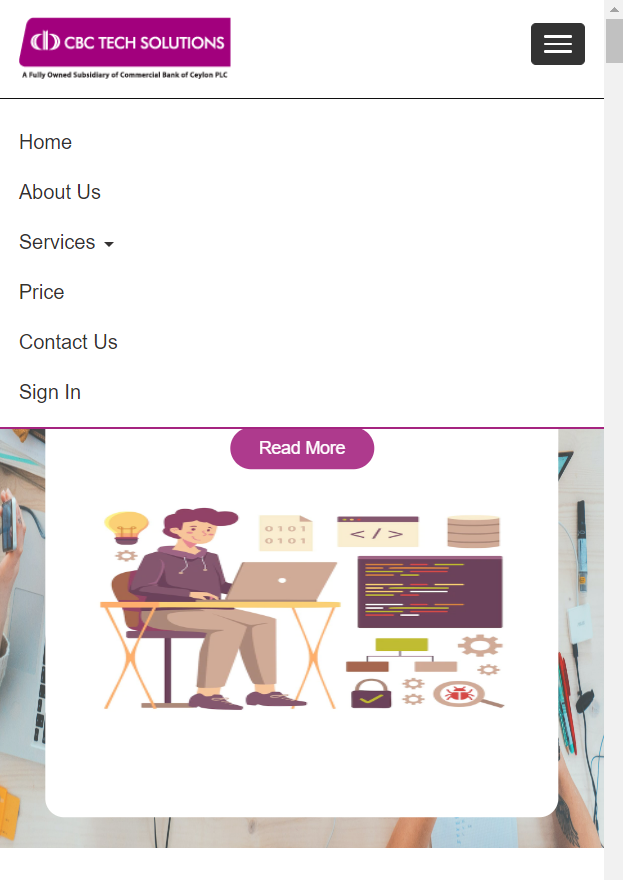 CBC TECH SOLUTIONS
A Fully Owned Subsidiary of Commercial Bank of Ceylon PLC
Home
About Us
Services
Price
Contact Us
Sign In
Read More
0101
0101
</>